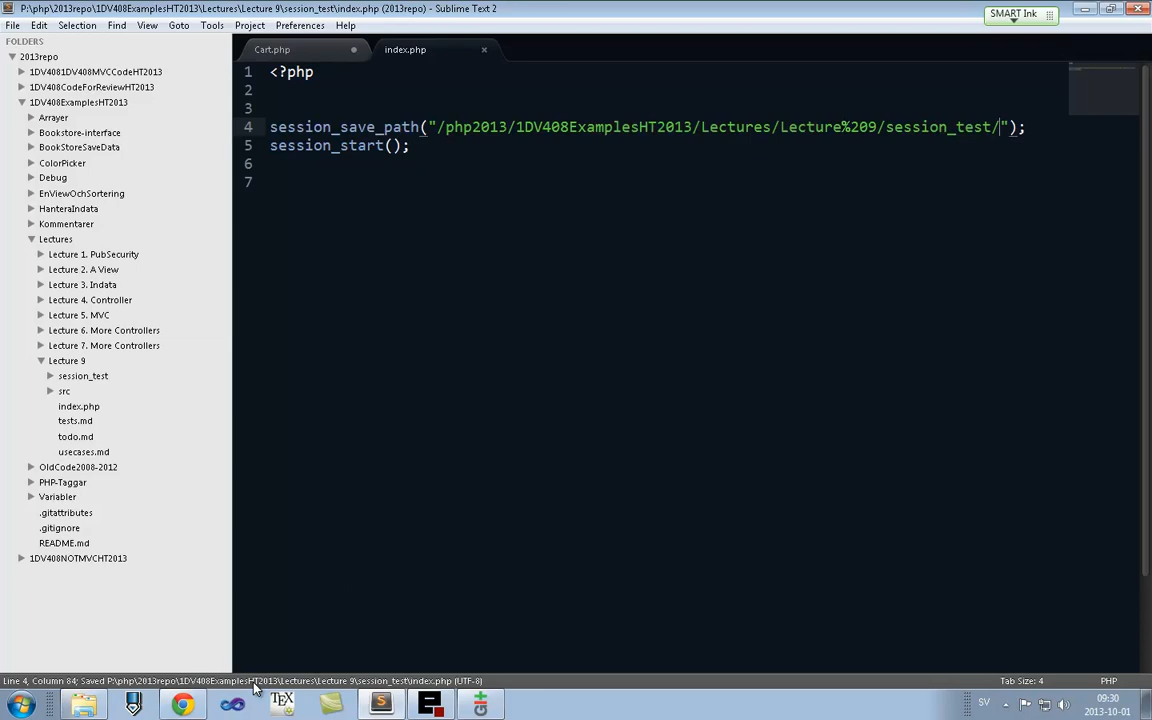 P:\php\2013repo\1DV408ExamplesHT2013\Lectures\Lecture 9\session_test\index.php (2013repo) - Sublime Text 2
SMART Ink
File Edit Selection Find View Goto Tools Project Preferences Help
FOLDERS
2013repo
1DV4081DV408MVCCodeHT2013
1DV408CodeForReviewHT2013
1DV408ExamplesHT2013
Arrayer
Bookstore-interface
BookStoreSaveData
ColorPicker
Debug
EnViewOchSortering
HanteraIndata
Kommentarer
Lectures
Lecture 1. PubSecurity
Lecture 2. A View
Lecture 3. Indata
Lecture 4. Controller
Lecture 5. MVC
Lecture 6. More Controllers
Lecture 7. More Controllers
Lecture 9
session_test
src
index.php
tests.md
todo.md
usecases.md
OldCode2008-2012
PHP-Taggar
Variabler
.gitattributes
.gitignore
README.md
1DV408NOTMVCHT2013
Cart.php index.php
1 <?php
2
3
4 session_save_path("/php2013/1DV408ExamplesHT2013/Lectures/Lecture%209/session_test/");
5 session_start();
6
7
Line 4, Column 84; Saved P:\php\2013repo\1DV408ExamplesHT2013\Lectures\Lecture 9\session_test\index.php (UTF-8) Tab Size: 4 PHP
TEX
SV
09:30
2013-10-01